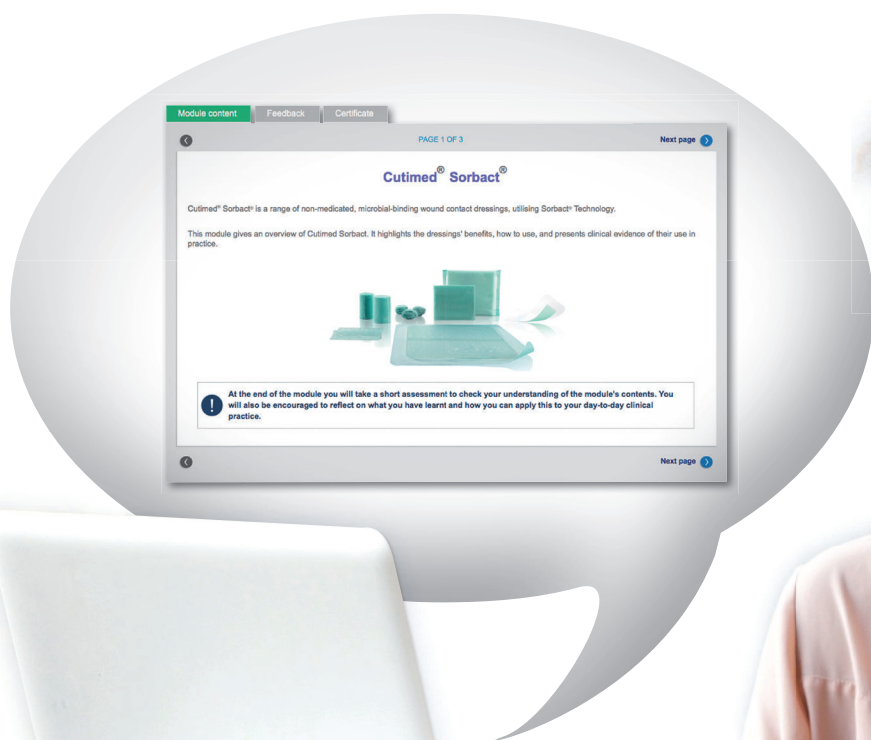 Module content Feedback Certificate
PAGE 1 OF 3 Next page
Cutimed® Sorbact®
Cutimed® Sorbact® is a range of non-medicated, microbial-binding wound contact dressings, utilising Sorbact® Technology.
This module gives an overview of Cutimed Sorbact. It highlights the dressings' benefits, how to use, and presents clinical evidence of their use in
practice.
At the end of the module you will take a short assessment to check your understanding of the module's contents. You
will also be encouraged to reflect on what you have learnt and how you can apply this to your day-to-day clinical
practice.
Next page